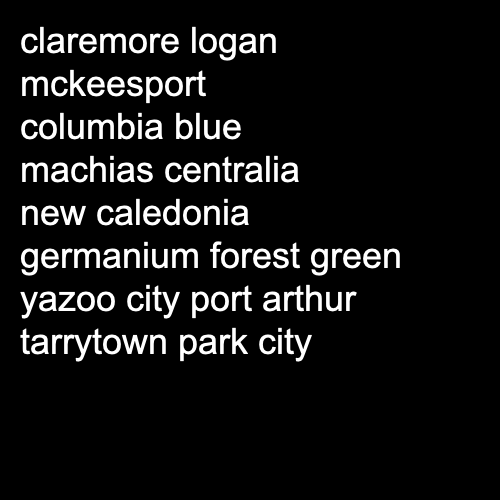 claremore logan
mckeesport
columbia blue
machias centralia
new caledonia
germanium forest green
yazoo city port arthur
tarrytown park city